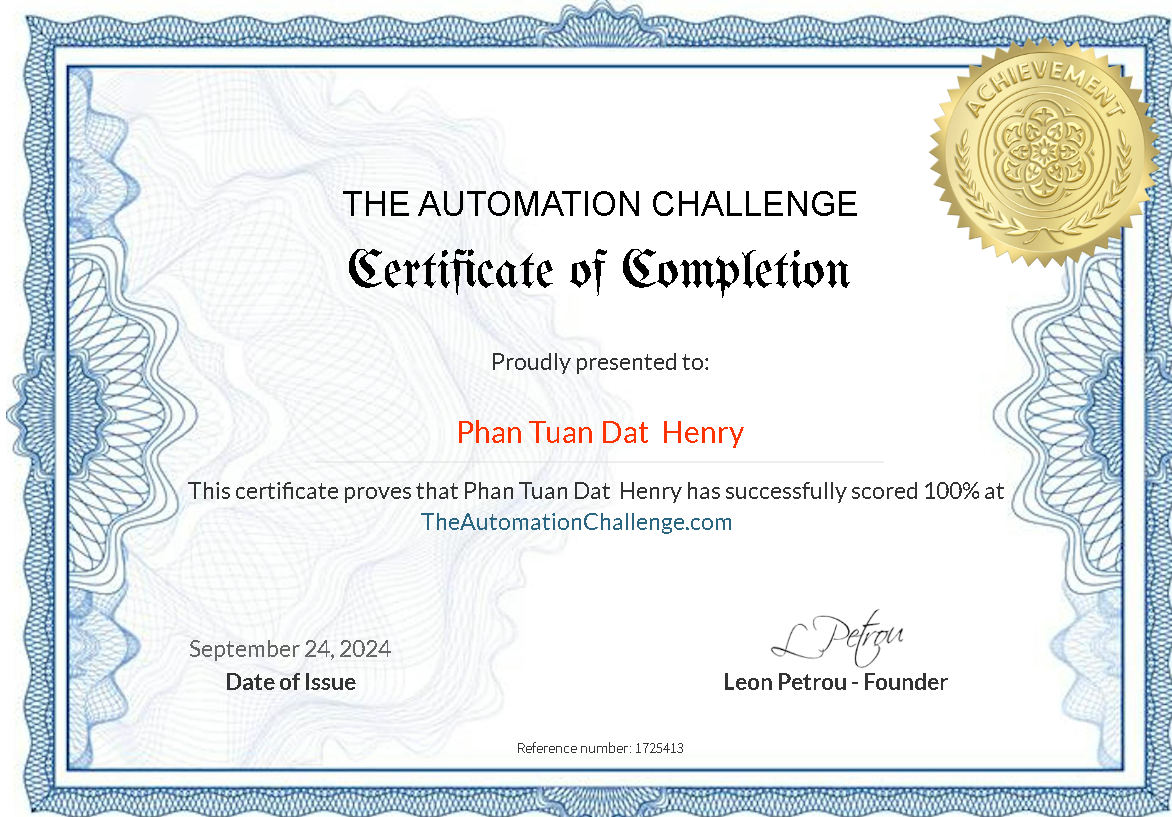 ACHIEVEMENT
THE AUTOMATION CHALLENGE
Certificate of Completion
Proudly presented to:
Phan Tuan Dat  Henry
This certificate proves that Phan Tuan Dat  Henry has successfully scored 100% at
TheAutomationChallenge.com
L Petrou
September 24, 2024
Date of Issue
Leon Petrou - Founder
Reference number: 1725413